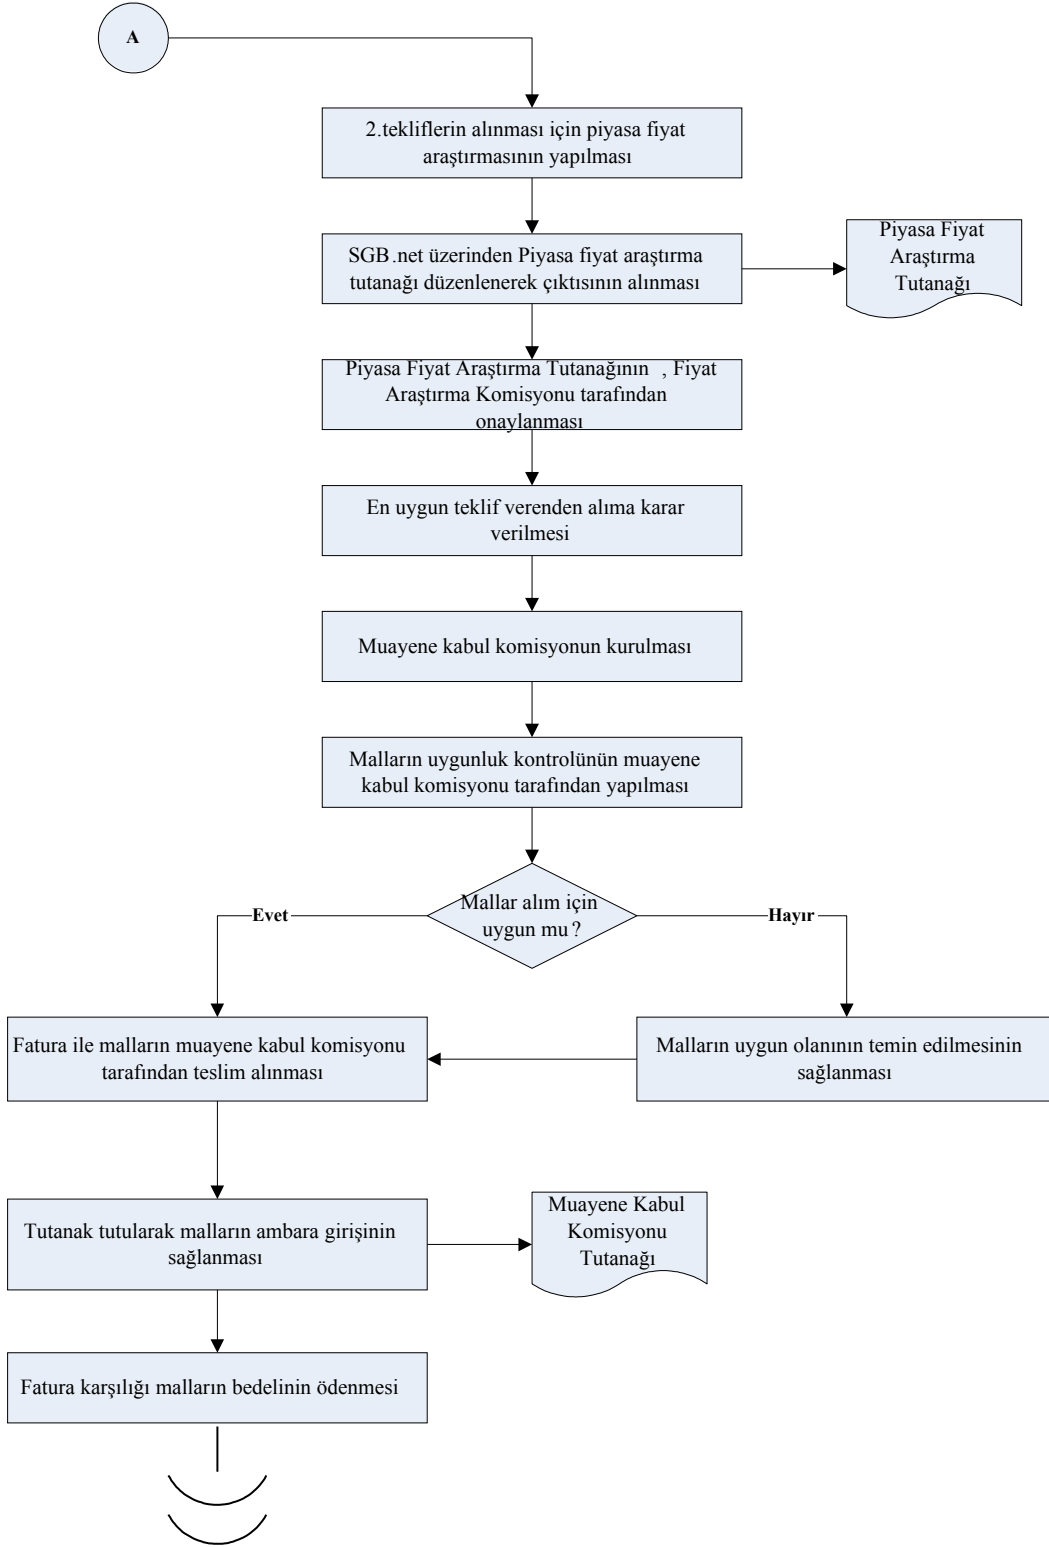 A
2.tekliflerin alınması için piyasa fiyat
araştırmasının yapılması
SGB.net üzerinden Piyasa fiyat araştırma
tutanağı düzenlenerek çıktısının alınması
Piyasa Fiyat
Araştırma
Tutanağı
Piyasa Fiyat Araştırma Tutanağının , Fiyat
Araştırma Komisyonu tarafından
onaylanması
En uygun teklif verenden alıma karar
verilmesi
Muayene kabul komisyonun kurulması
Malların uygunluk kontrolünün muayene
kabul komisyonu tarafından yapılması
Mallar alım için
uygun mu ?
Evet
Hayır
Fatura ile malların muayene kabul komisyonu
tarafından teslim alınması
Malların uygun olanının temin edilmesinin
sağlanması
Tutanak tutularak malların ambara girişinin
sağlanması
Muayene Kabul
Komisyonu
Tutanağı
Fatura karşılığı malların bedelinin ödenmesi